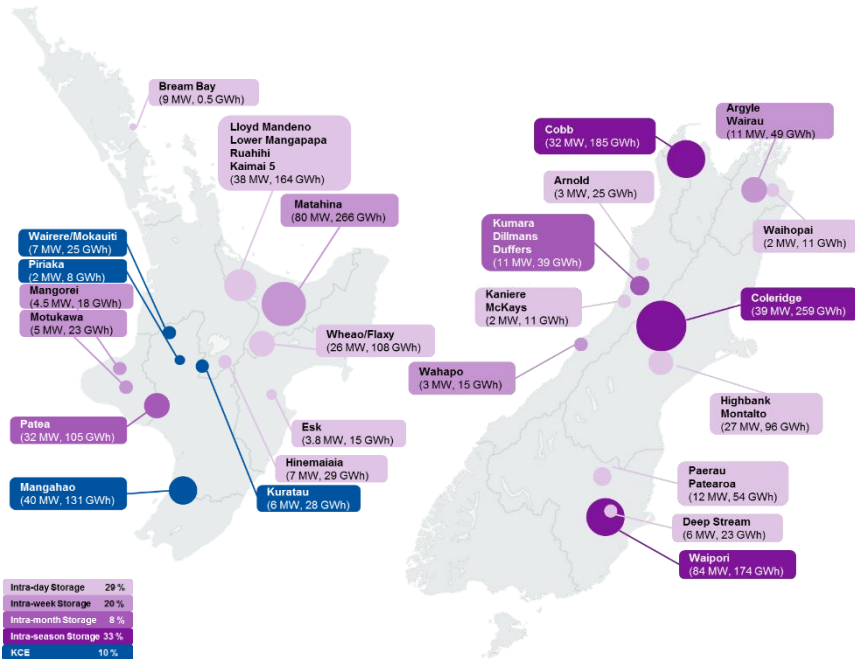 Bream Bay
(9 MW, 0.5 GWh)
Lloyd Mandeno
Lower Mangapapa
Ruahihi
Kaimai 5
(38 MW, 164 GWh)
Matahina
(80 MW, 266 GWh)
Wairere/Mokauiti
(7 MW, 25 GWh)
Piriaka
(2 MW, 8 GWh)
Mangorei
(4.5 MW, 18 GWh)
Motukawa
(5 MW, 23 GWh)
Wheao/Flaxy
(26 MW, 108 GWh)
Patea
(32 MW, 105 GWh)
Esk
(3.8 MW, 15 GWh)
Hinemaiaia
(7 MW, 29 GWh)
Mangahao
(40 MW, 131 GWh)
Kuratau
(6 MW, 28 GWh)
Cobb
(32 MW, 185 GWh)
Argyle
Wairau
(11 MW, 49 GWh)
Arnold
(3 MW, 25 GWh)
Waihopai
(2 MW, 11 GWh)
Kumara
Dillmans
Duffers
(11 MW, 39 GWh)
Kaniere
McKays
(2 MW, 11 GWh)
Coleridge
(39 MW, 259 GWh)
Wahapo
(3 MW, 15 GWh)
Highbank
Montalto
(27 MW, 96 GWh)
Paerau
Patearoa
(12 MW, 54 GWh)
Deep Stream
(6 MW, 23 GWh)
Waipori
(84 MW, 174 GWh)
Intra-day Storage 29 %
Intra-week Storage 20 %
Intra-month Storage 8 %
Intra-season Storage 33 %
KCE 10 %